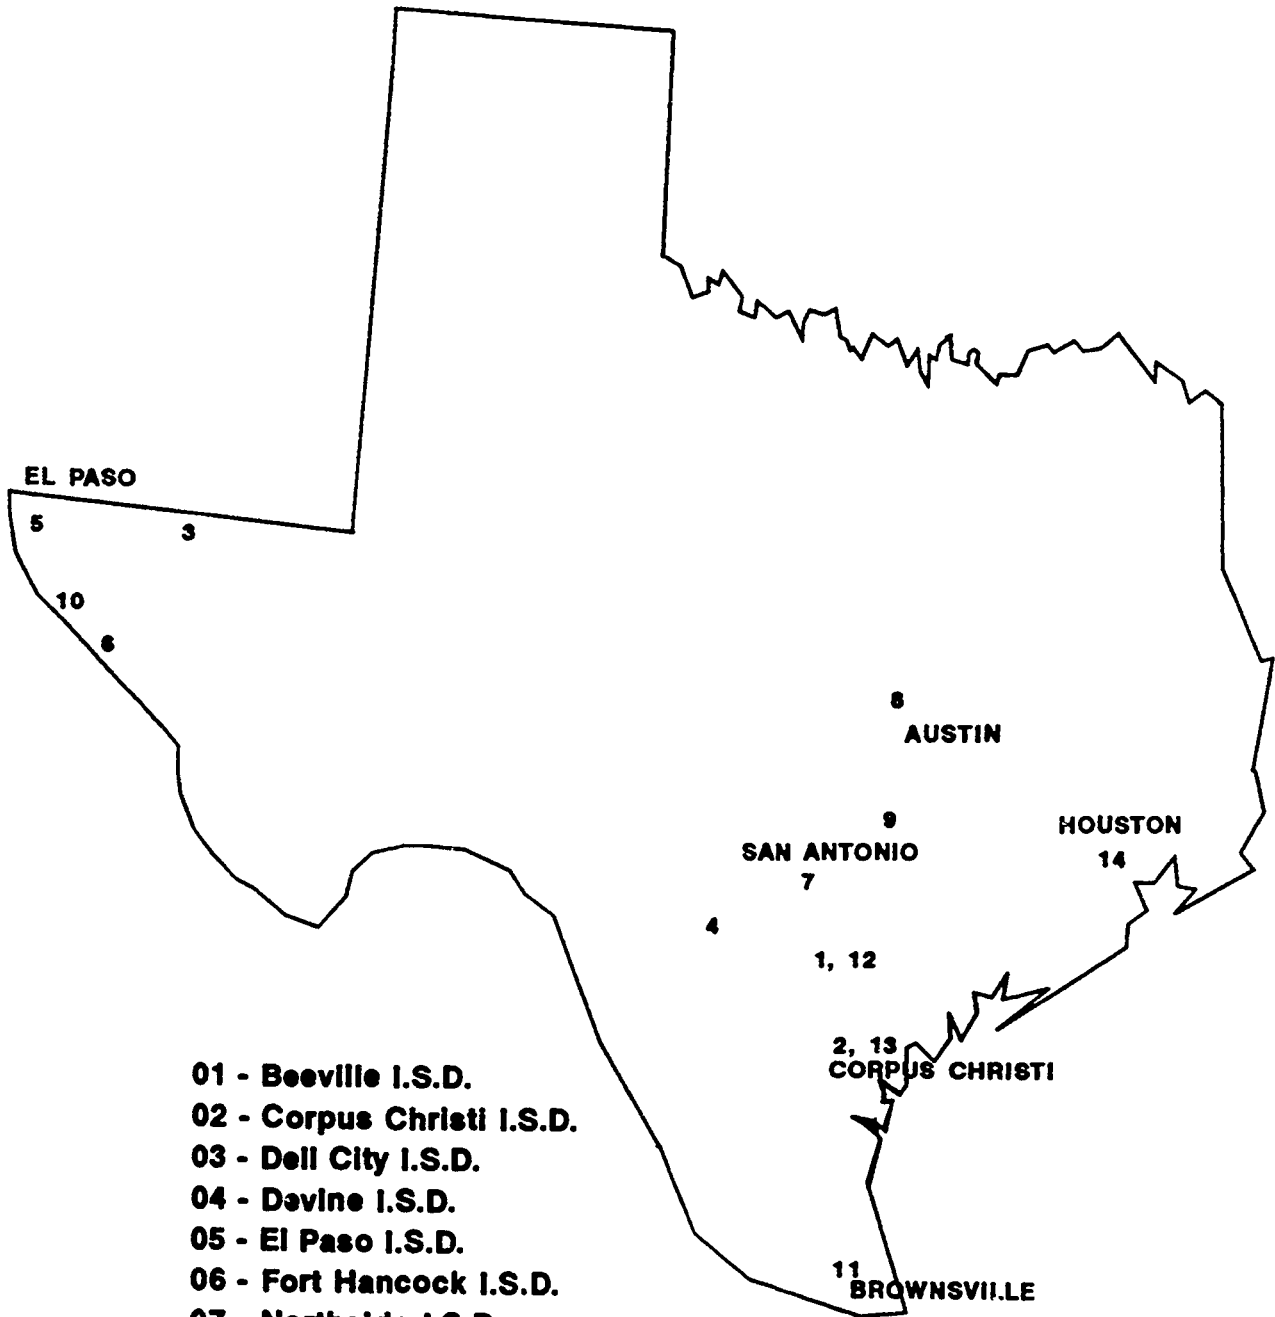 EL PASO
5
3
10
6
8
AUSTIN
9
HOUSTON
SAN ANTONIO
14
7
4
1, 12
2, 13
CORPUS CHRISTI
01 - Beeville I.S.D.
02 - Corpus Christi I.S.D.
03 - Dell City I.S.D.
04 - Devine I.S.D.
05 - El Paso I.S.D.
06 - Fort Hancock I.S.D.
11
BROWNSVILLE
07 - Northside I.S.D.